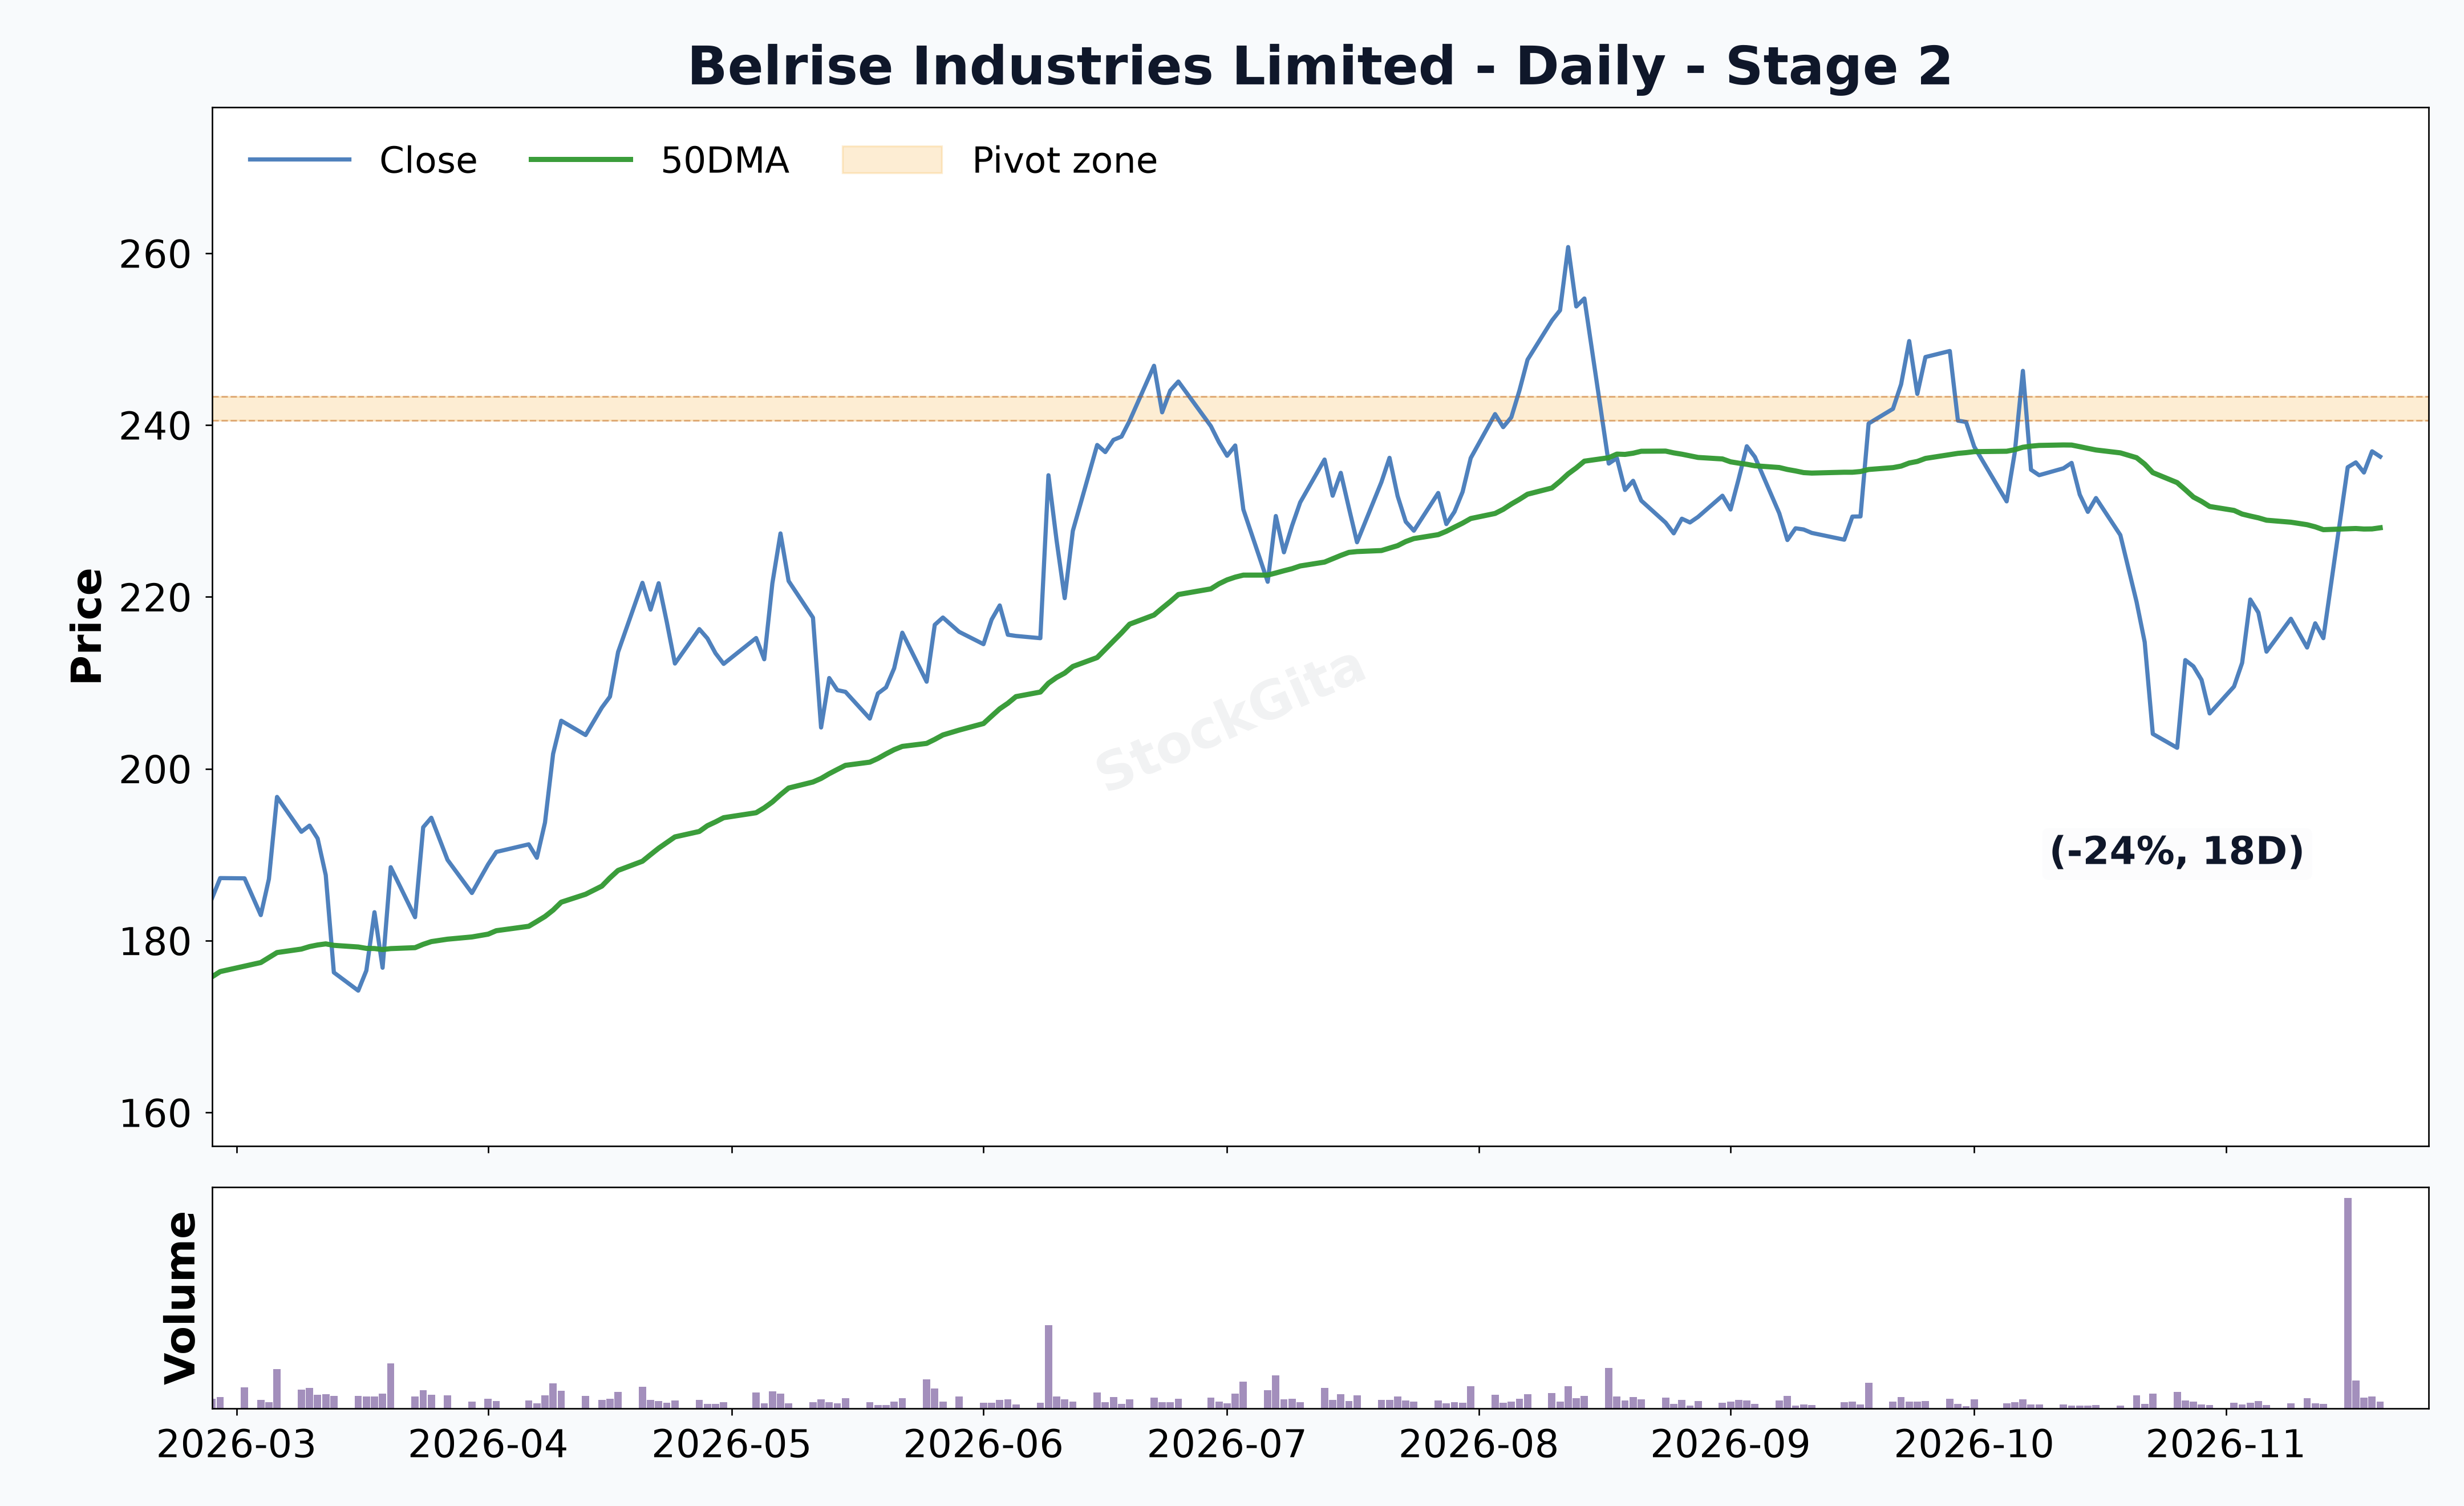 Belrise Industries Limited - Daily - Stage 2
Close 50DMA Pivot zone
260
240
220
200
180
160
Price
StockGita
(-24%, 18D)
Volume
2026-03 2026-04 2026-05 2026-06 2026-07 2026-08 2026-09 2026-10 2026-11